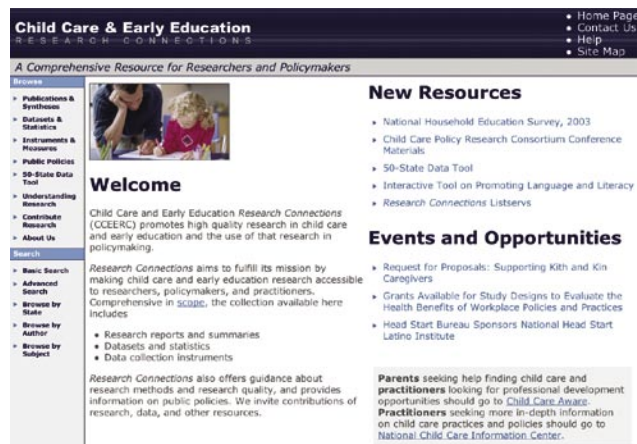 Child Care & Early Education
RESEARCH CONNECTIONS
• Home Page
• Contact Us
• Help
• Site Map
A Comprehensive Resource for Researchers and Policymakers
Browse
Publications &
Syntheses
Datasets &
Statistics
Instruments &
Measures
Public Policies
50-State Data
Tool
Understanding
Research
Contribute
Research
About Us
Search
Basic Search
Advanced
Search
Browse by
State
Browse by
Author
Browse by
Subject
Welcome
Child Care and Early Education Research Connections
(CCEERC) promotes high quality research in child care
and early education and the use of that research in
policymaking.
Research Connections aims to fulfill its mission by
making child care and early education research accessible
to researchers, policymakers, and practitioners.
Comprehensive in scope, the collection available here
includes
• Research reports and summaries
• Datasets and statistics
• Data collection instruments
Research Connections also offers guidance about
research methods and research quality, and provides
information on public policies. We invite contributions of
research, data, and other resources.
New Resources
National Household Education Survey, 2003
Child Care Policy Research Consortium Conference
Materials
50-State Data Tool
Interactive Tool on Promoting Language and Literacy
Research Connections Listservs
Events and Opportunities
Request for Proposals: Supporting Kith and Kin
Caregivers
Grants Available for Study Designs to Evaluate the
Health Benefits of Workplace Policies and Practices
Head Start Bureau Sponsors National Head Start
Latino Institute
Parents seeking help finding child care and
practitioners looking for professional development
opportunities should go to Child Care Aware.
Practitioners seeking more in-depth information
on child care practices and policies should go to
National Child Care Information Center.